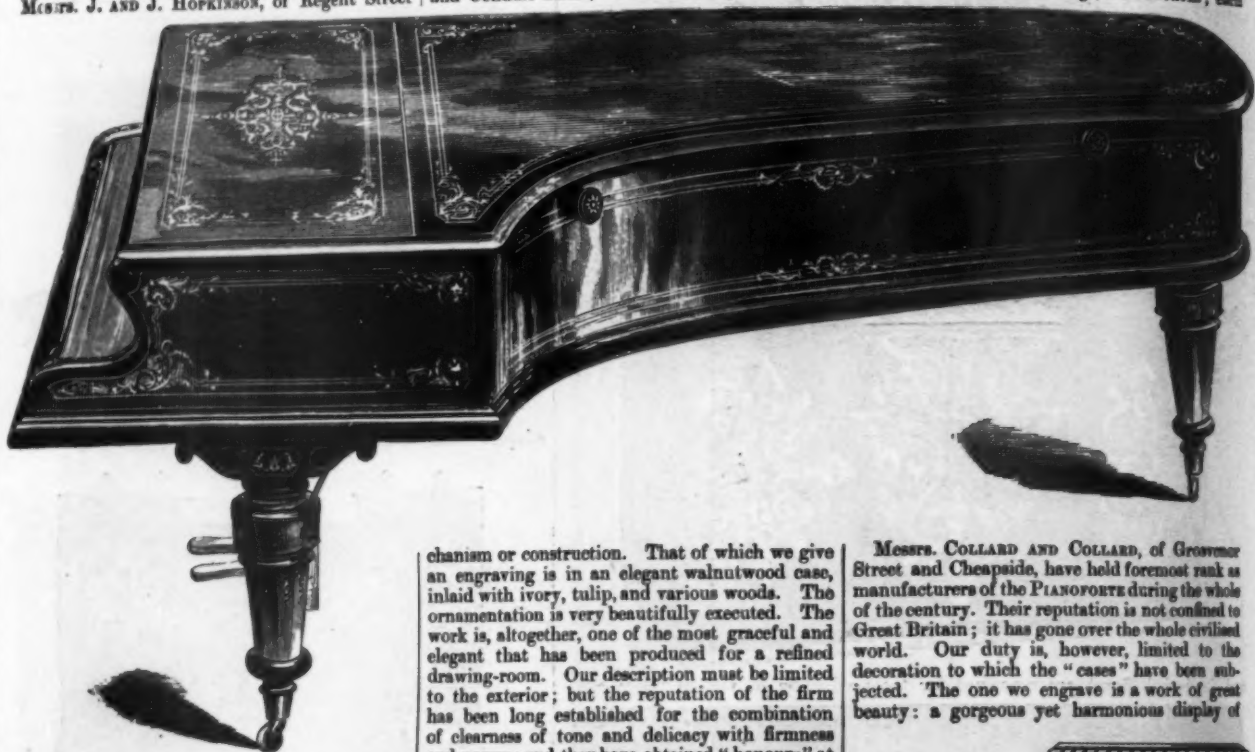 Messrs. J. AND J. HOPKINSON, of Regent Street
chanism or construction. That of which we give
an engraving is in an elegant walnutwood case,
inlaid with ivory, tulip, and various woods. The
ornamentation is very beautifully executed. The
work is, altogether, one of the most graceful and
elegant that has been produced for a refined
drawing-room. Our description must be limited
to the exterior; but the reputation of the firm
has been long established for the combination
of clearness of tone and delicacy with firmness
Messrs. COLLARD AND COLLARD, of Grosvenor
Street and Cheapside, have held foremost rank as
manufacturers of the PIANOFORTE during the whole
of the century. Their reputation is not confined to
Great Britain; it has gone over the whole civilised
world. Our duty is, however, limited to the
decoration to which the "cases" have been sub-
jected. The one we engrave is a work of great
beauty: a gorgeous yet harmonious display of